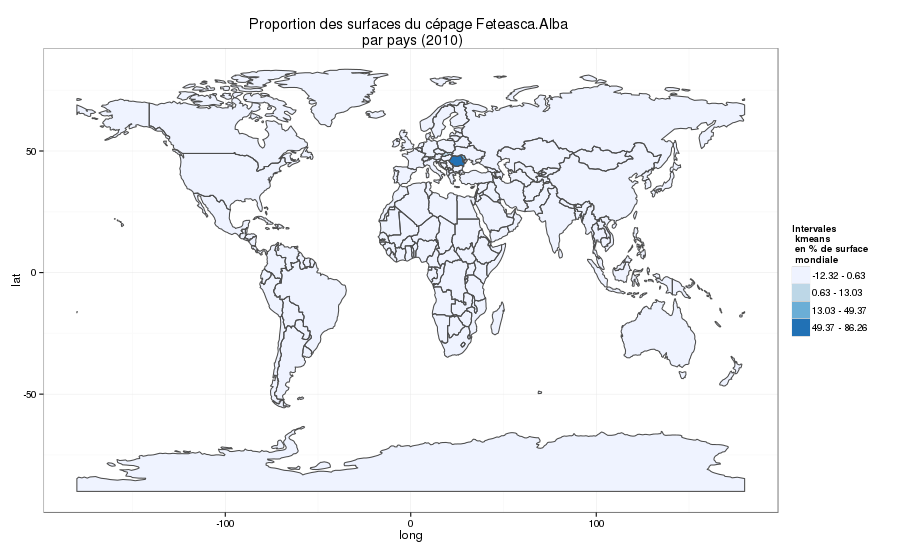 Proportion des surfaces du cépage Feteasca.Alba
par pays (2010)
50
0
-50
lat
-100
0
100
long
Intervales
kmeans
en % de surface
mondiale
-12.32 - 0.63
0.63 - 13.03
13.03 - 49.37
49.37 - 86.26